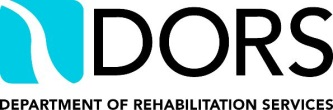 DORS
DEPARTMENT OF REHABILITATION SERVICES